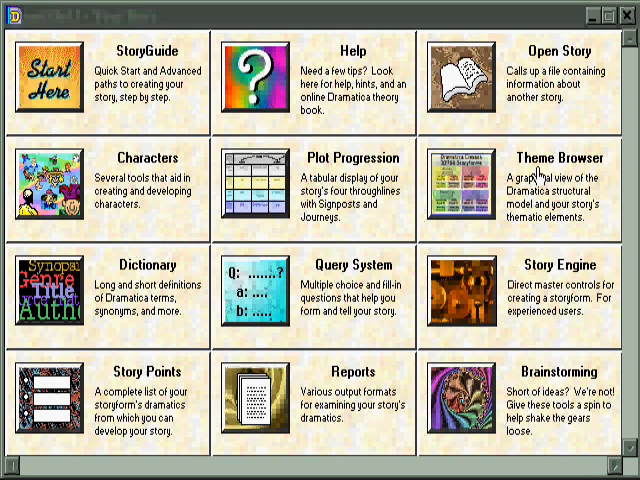 StoryGuide
Quick Start and Advanced
paths to creating your
story, step by step.
Start
Here
Help
Need a few tips? Look
here for help, hints, and an
online Dramatica theory
book.
Open Story
Calls up a file containing
information about
another story.
Characters
Several tools that aid in
creating and developing
characters.
Plot Progression
A tabular display of your
story's four throughlines
with Signposts and
Journeys.
Theme Browser
A graphical view of the
Dramatica structural
model and your story's
thematic elements.
Dictionary
Long and short definitions
of Dramatica terms,
synonyms, and more.
Synopsi
Genre
Title
Auth
Query System
Multiple choice and fill-in
questions that help you
form and tell your story.
Q: .......?
a: ....
b: .....
Story Engine
Direct master controls for
creating a storyform. For
experienced users.
Story Points
A complete list of your
storyform's dramatics
from which you can
develop your story.
Reports
Various output formats
for examining your story's
dramatics.
Brainstorming
Short of ideas? We're not!
Give these tools a spin to
help shake the gears
loose.